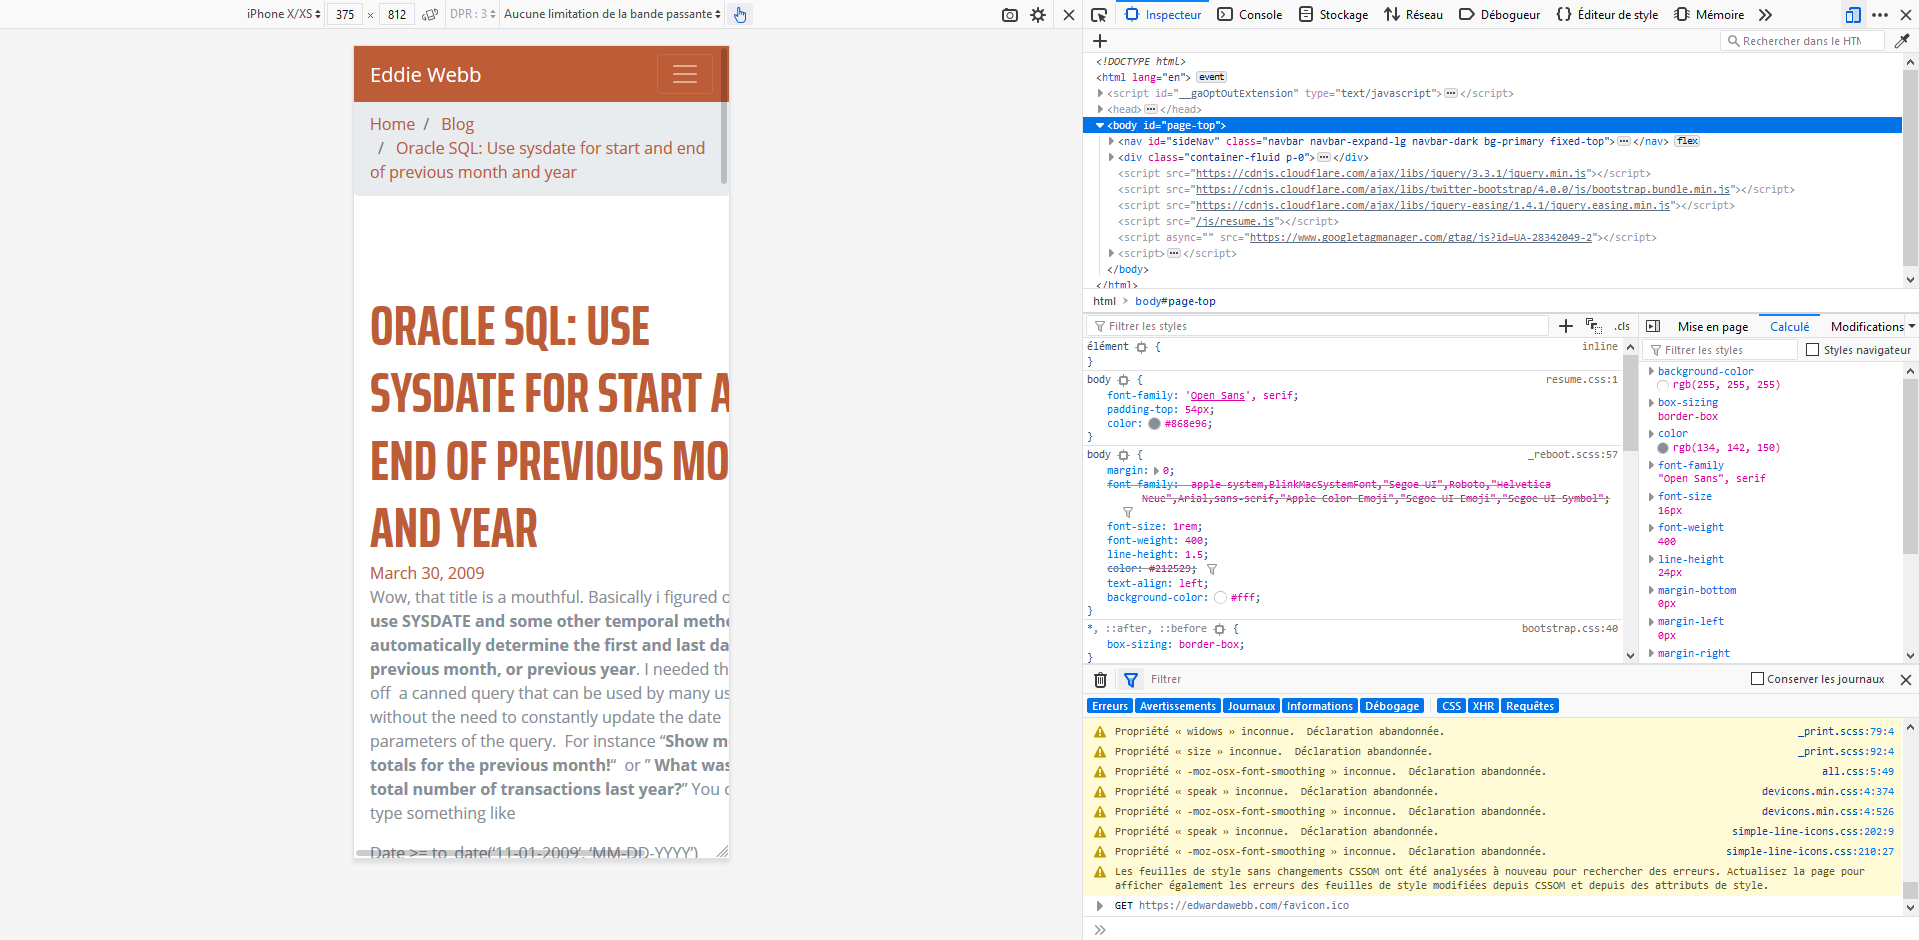 iPhone X/XS 375 × 812 DPR : 3 Aucune limitation de la bande passante
Eddie Webb
Home / Blog
/ Oracle SQL: Use sysdate for start and end
of previous month and year
ORACLE SQL: USE
SYSDATE FOR START A
END OF PREVIOUS MO
AND YEAR
March 30, 2009
Wow, that title is a mouthful. Basically i figured o
use SYSDATE and some other temporal metho
automatically determine the first and last da
previous month, or previous year. I needed th
off a canned query that can be used by many us
without the need to constantly update the date
parameters of the query. For instance “Show m
totals for the previous month!“ or ” What was
total number of transactions last year?” You c
type something like
Date >= to_date(‘11-01-2009’, ‘MM-DD-YYYY’)
Inspecteur Console Stockage Réseau Débogueur Éditeur de style Mémoire
Rechercher dans le HTM
<!DOCTYPE html>
<html lang="en"> event
<script id="__gaOptOutExtension" type="text/javascript"> </script>
<head> </head>
<body id="page-top">
<nav id="sideNav" class="navbar navbar-expand-lg navbar-dark bg-primary fixed-top"> </nav> flex
<div class="container-fluid p-0"> </div>
<script src="https://cdnjs.cloudflare.com/ajax/libs/jquery/3.3.1/jquery.min.js"></script>
<script src="https://cdnjs.cloudflare.com/ajax/libs/twitter-bootstrap/4.0.0/js/bootstrap.bundle.min.js"></script>
<script src="https://cdnjs.cloudflare.com/ajax/libs/jquery-easing/1.4.1/jquery.easing.min.js"></script>
<script src="/js/resume.js"></script>
<script async="" src="https://www.googletagmanager.com/gtag/js?id=UA-28342049-2"></script>
<script> </script>
</body>
</html>
html > body#page-top
Filtrer les styles .cls
élément { inline
}
body { resume.css:1
font-family: 'Open Sans', serif;
padding-top: 54px;
color: #868e96;
}
body { _reboot.scss:57
margin: 0;
font-family: -apple-system,BlinkMacSystemFont,"Segoe UI",Roboto,"Helvetica
Neue",Arial,sans-serif,"Apple Color Emoji","Segoe UI Emoji","Segoe UI Symbol";
font-size: 1rem;
font-weight: 400;
line-height: 1.5;
color: #212529;
text-align: left;
background-color: #fff;
}
*, ::after, ::before { bootstrap.css:40
box-sizing: border-box;
}
Mise en page Calculé Modifications
Filtrer les styles Styles navigateur
background-color
rgb(255, 255, 255)
box-sizing
border-box
color
rgb(134, 142, 150)
font-family
"Open Sans", serif
font-size
16px
font-weight
400
line-height
24px
margin-bottom
0px
margin-left
0px
margin-right
Filtrer Conserver les journaux
Erreurs Avertissements Journaux Informations Débogage CSS XHR Requêtes
Propriété « widows » inconnue. Déclaration abandonnée. _print.scss:79:4
Propriété « size » inconnue. Déclaration abandonnée. _print.scss:92:4
Propriété « -moz-osx-font-smoothing » inconnue. Déclaration abandonnée. all.css:5:49
Propriété « speak » inconnue. Déclaration abandonnée. devicons.min.css:4:374
Propriété « -moz-osx-font-smoothing » inconnue. Déclaration abandonnée. devicons.min.css:4:526
Propriété « speak » inconnue. Déclaration abandonnée. simple-line-icons.css:202:9
Propriété « -moz-osx-font-smoothing » inconnue. Déclaration abandonnée. simple-line-icons.css:210:27
Les feuilles de style sans changements CSSOM ont été analysées à nouveau pour rechercher des erreurs. Actualisez la page pour
afficher également les erreurs des feuilles de style modifiées depuis CSSOM et depuis des attributs de style.
GET https://edwardawebb.com/favicon.ico